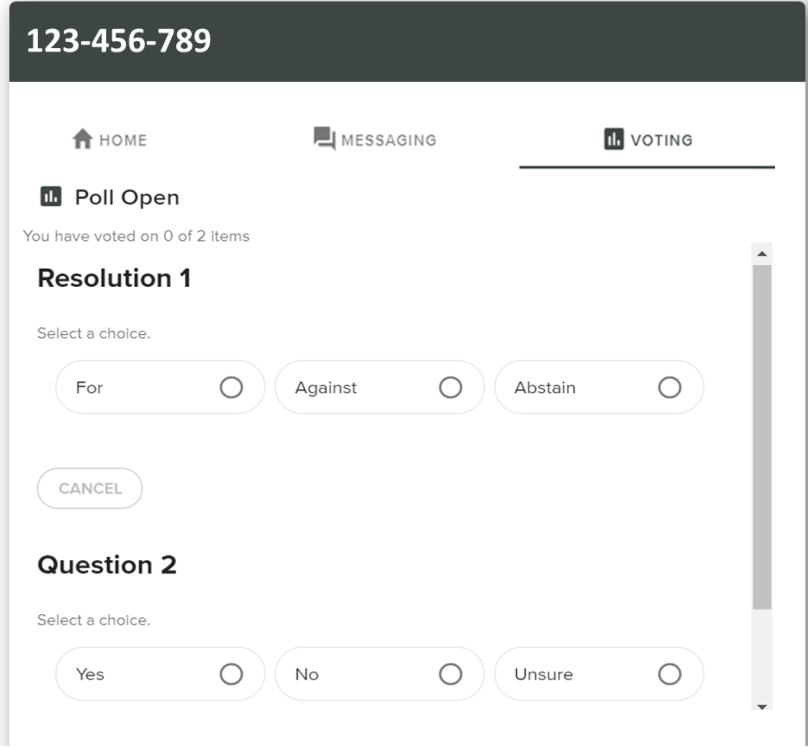 123-456-789
HOME MESSAGING VOTING
Poll Open
You have voted on 0 of 2 items
Resolution 1
Select a choice.
For Against Abstain
CANCEL
Question 2
Select a choice.
Yes No Unsure